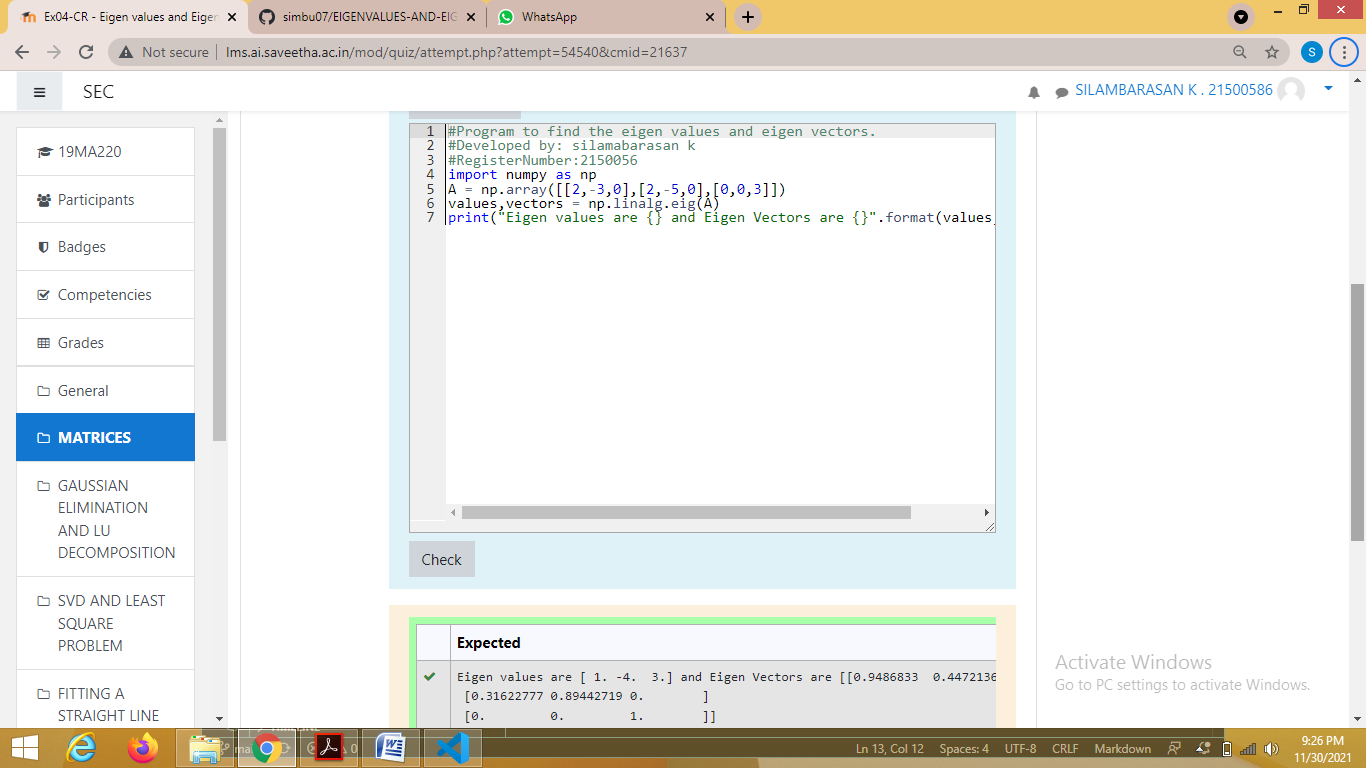 Ex04-CR - Eigen values and Eigen
simbu07/EIGENVALUES-AND-EIG
WhatsApp
Not secure
lms.ai.saveetha.ac.in/mod/quiz/attempt.php?attempt=54540&cmid=21637
S
SEC
SILAMBARASAN K . 21500586
19MA220
Participants
Badges
Competencies
Grades
General
MATRICES
GAUSSIAN
ELIMINATION
AND LU
DECOMPOSITION
SVD AND LEAST
SQUARE
PROBLEM
FITTING A
STRAIGHT LINE
1 #Program to find the eigen values and eigen vectors.
2 #Developed by: silamabarasan k
3 #RegisterNumber:2150056
4 import numpy as np
5 A = np.array([[2,-3,0],[2,-5,0],[0,0,3]])
6 values,vectors = np.linalg.eig(A)
7 print("Eigen values are {} and Eigen Vectors are {}".format(values,
Check
Expected
Eigen values are [ 1. -4.  3.] and Eigen Vectors are [[0.9486833  0.4472136
[0.31622777 0.89442719 0.        ]
[0.         0.         1.        ]]
Activate Windows
Go to PC settings to activate Windows.
Ln 13, Col 12
Spaces: 4
UTF-8
CRLF
Markdown
9:26 PM
11/30/2021